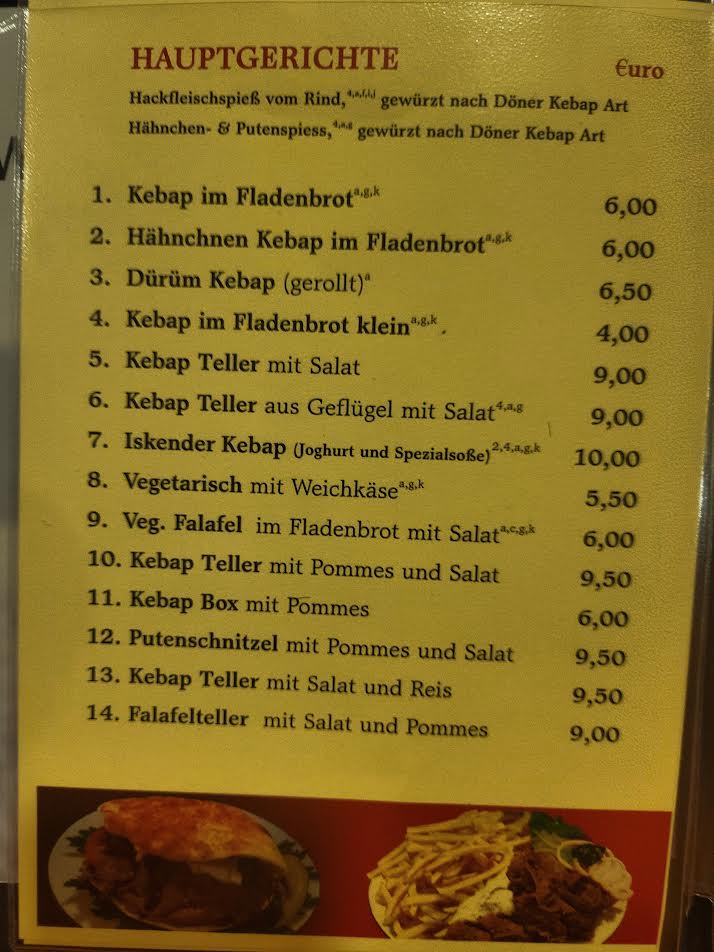 HAUPTGERICHTE €uro
Hackfleischspieß vom Rind,4,a,f,i,j gewürzt nach Döner Kebap Art
Hähnchen- & Putenspiess,4,a,g gewürzt nach Döner Kebap Art
1. Kebap im Fladenbrot a,g,k 6,00
2. Hähnchnen Kebap im Fladenbrot a,g,k 6,00
3. Dürüm Kebap (gerollt) a 6,50
4. Kebap im Fladenbrot klein a,g,k 4,00
5. Kebap Teller mit Salat 9,00
6. Kebap Teller aus Geflügel mit Salat 4,a,g 9,00
7. Iskender Kebap (Joghurt und Spezialsoße) 2,4,a,g,k 10,00
8. Vegetarisch mit Weichkäse a,g,k 5,50
9. Veg. Falafel im Fladenbrot mit Salat a,c,g,k 6,00
10. Kebap Teller mit Pommes und Salat 9,50
11. Kebap Box mit Pommes 6,00
12. Putenschnitzel mit Pommes und Salat 9,50
13. Kebap Teller mit Salat und Reis 9,50
14. Falafelteller mit Salat und Pommes 9,00